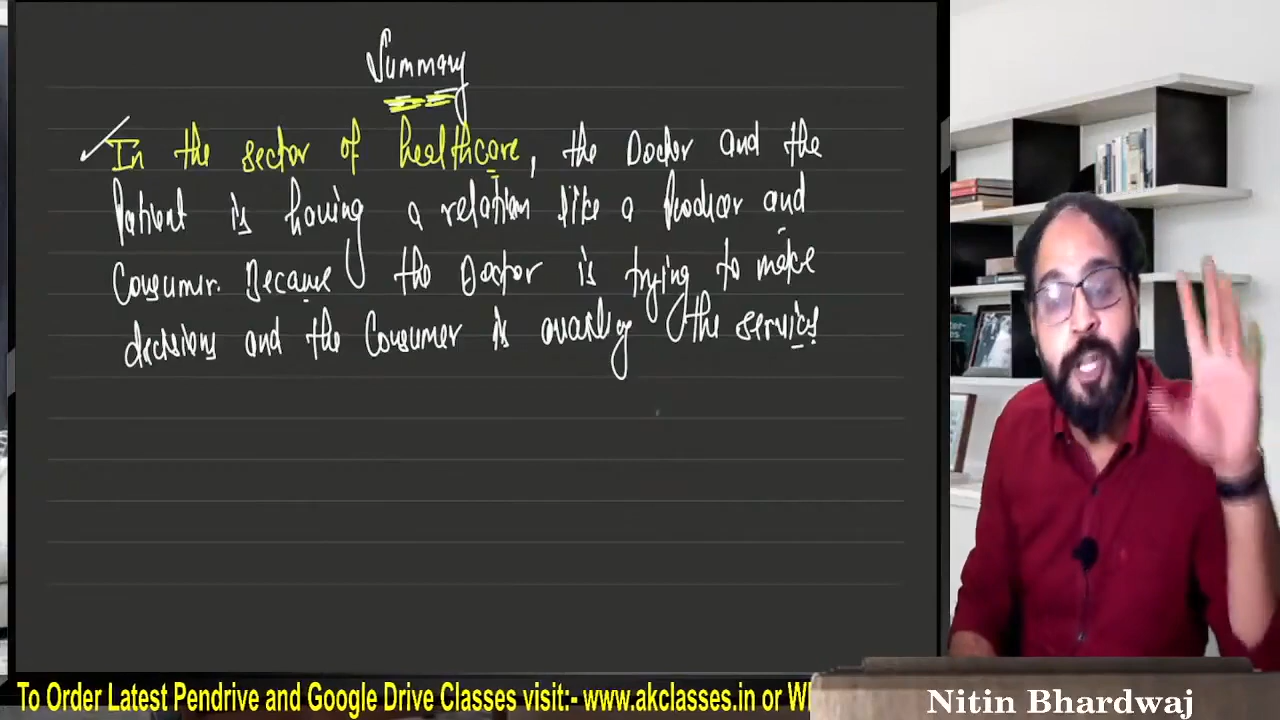 Summary
In the sector of healthcare, the Doctor and the
Patient is having a relation like a Producer and
Consumer. Because the Doctor is trying to make
decisions and the Consumer is availing the services
To Order Latest Pendrive and Google Drive Classes visit:- www.akclasses.in or W
Nitin Bhardwaj